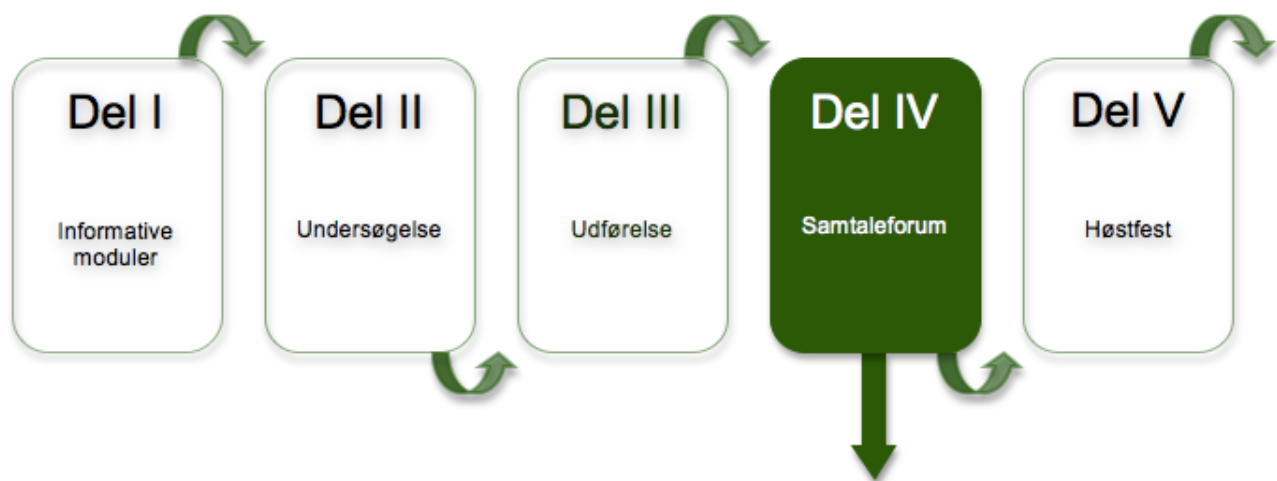 Del I
Informative
moduler
Del II
Undersøgelse
Del III
Udførelse
Del IV
Samtaleforum
Del V
Høstfest